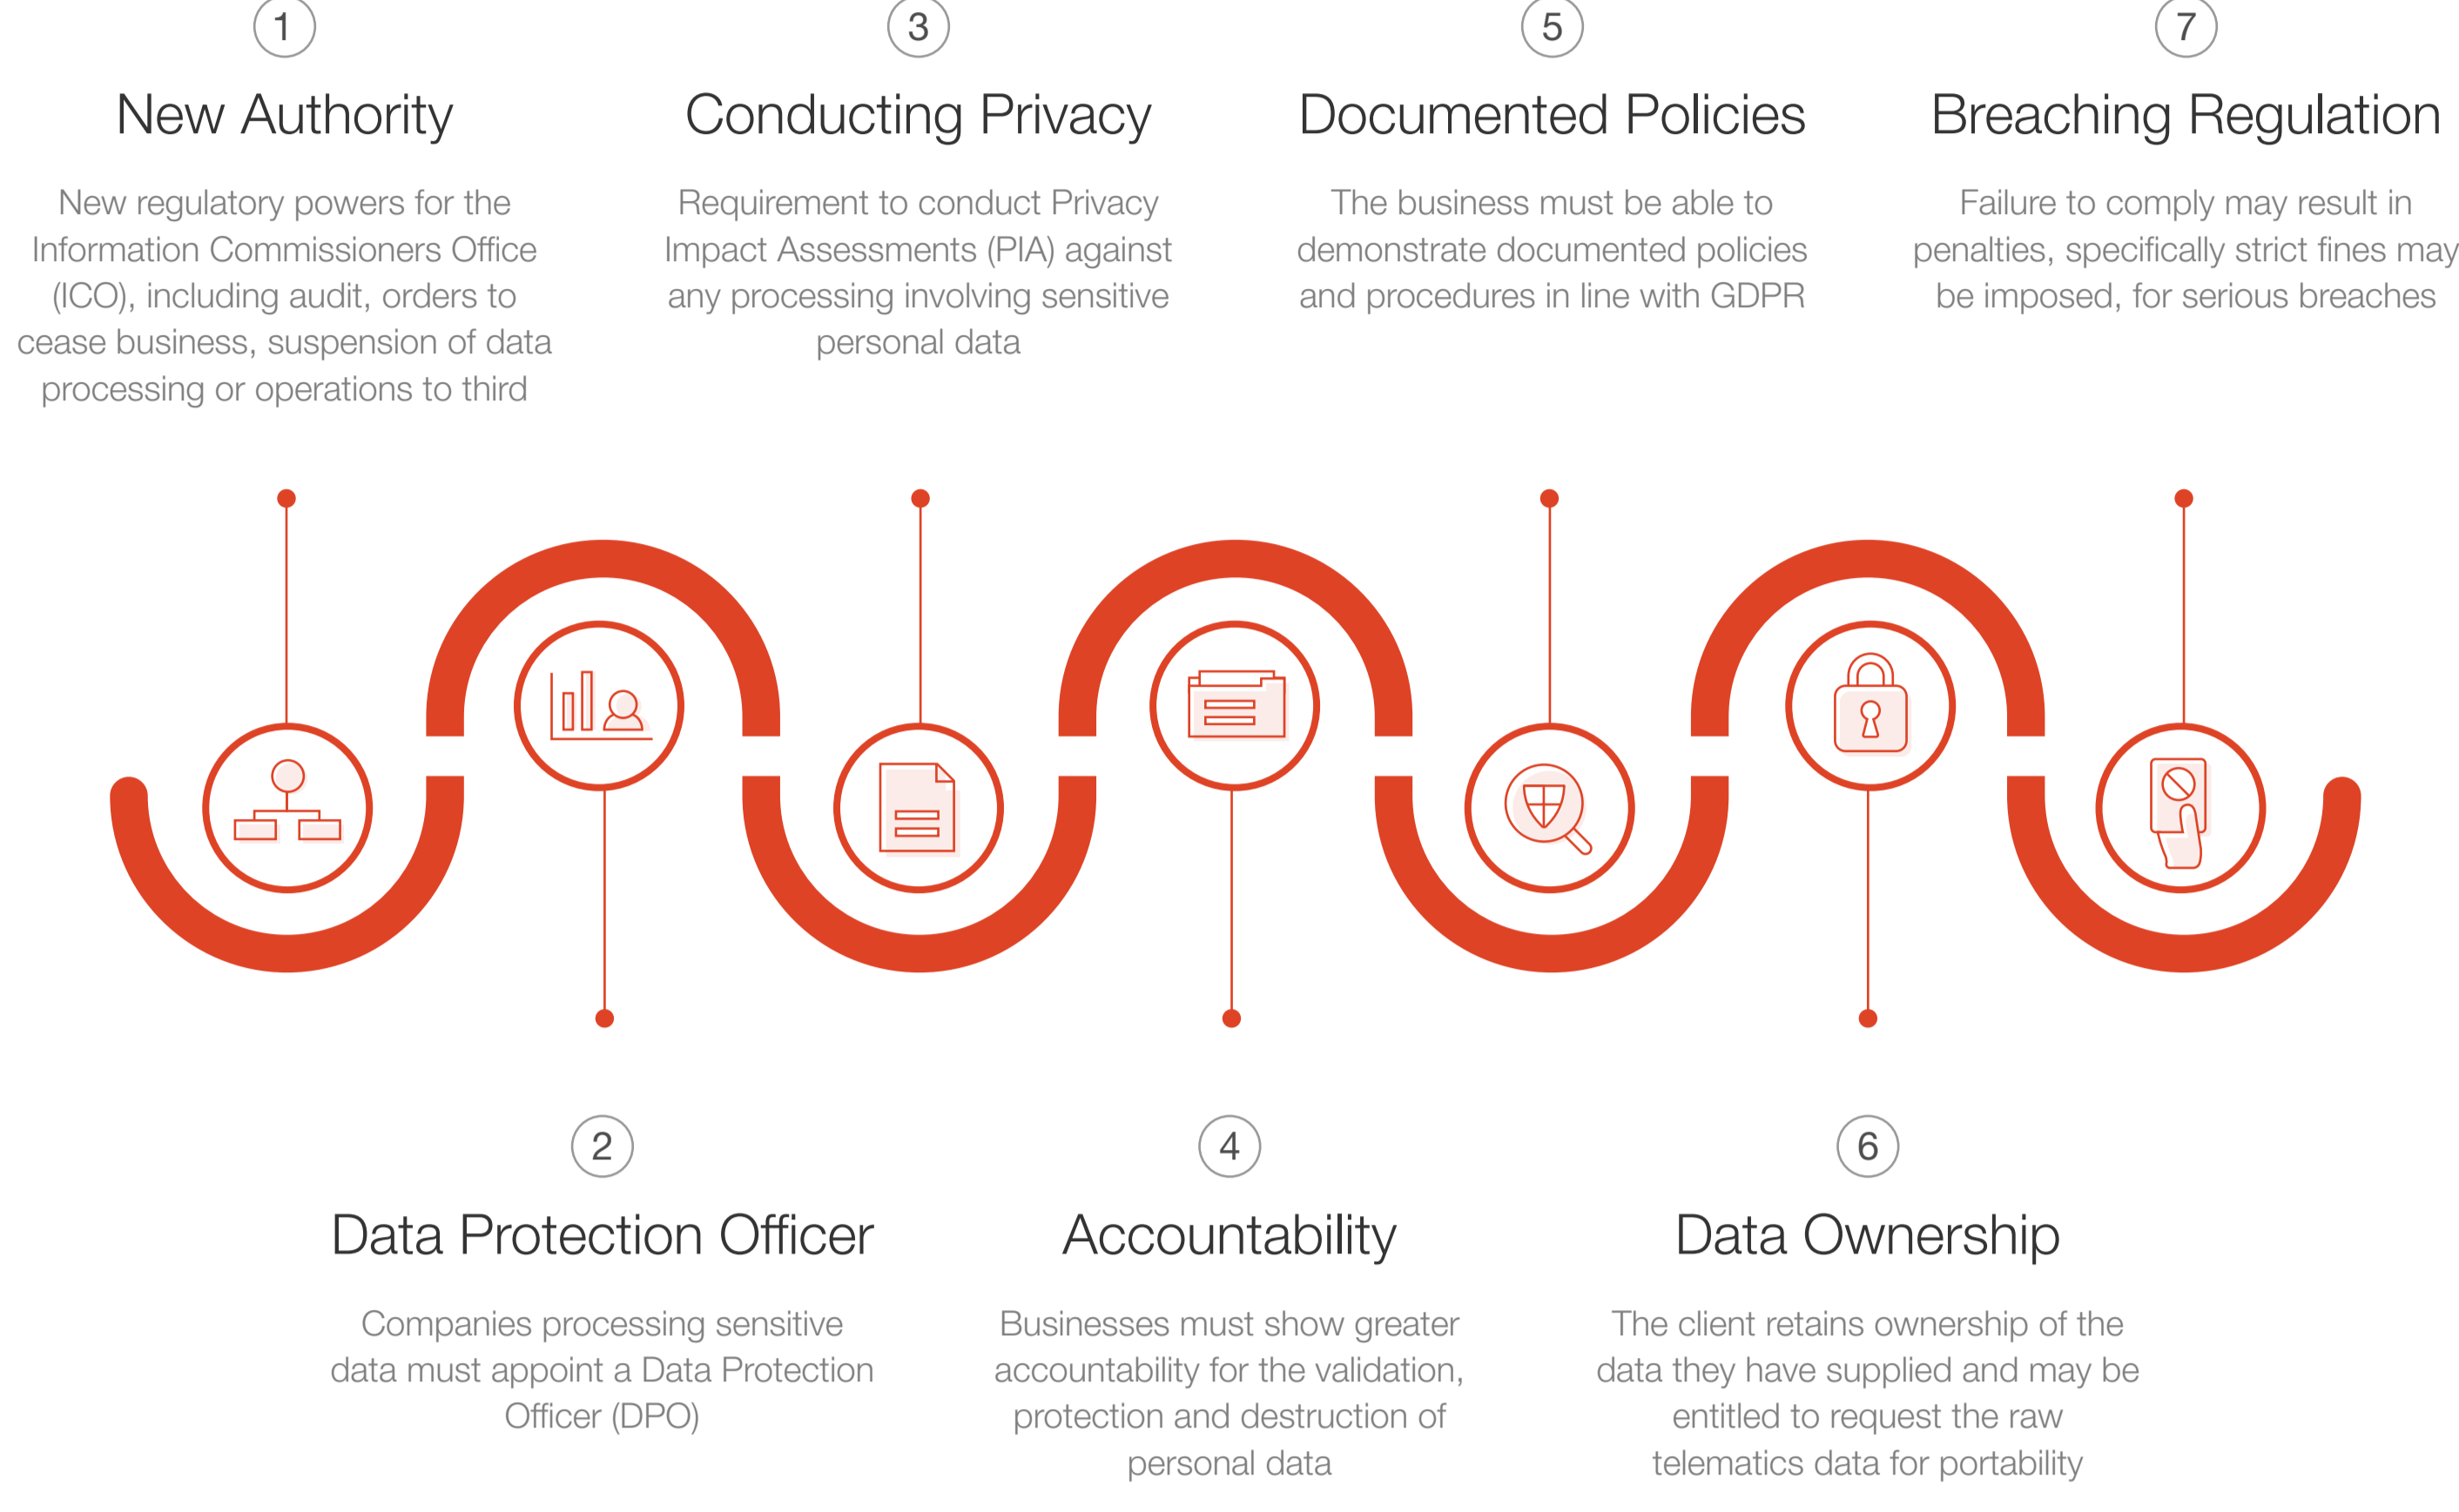 1
New Authority
New regulatory powers for the
Information Commissioners Office
(ICO), including audit, orders to
cease business, suspension of data
processing or operations to third
3
Conducting Privacy
Requirement to conduct Privacy
Impact Assessments (PIA) against
any processing involving sensitive
personal data
5
Documented Policies
The business must be able to
demonstrate documented policies
and procedures in line with GDPR
7
Breaching Regulation
Failure to comply may result in
penalties, specifically strict fines may
be imposed, for serious breaches
2
Data Protection Officer
Companies processing sensitive
data must appoint a Data Protection
Officer (DPO)
4
Accountability
Businesses must show greater
accountability for the validation,
protection and destruction of
personal data
6
Data Ownership
The client retains ownership of the
data they have supplied and may be
entitled to request the raw
telematics data for portability